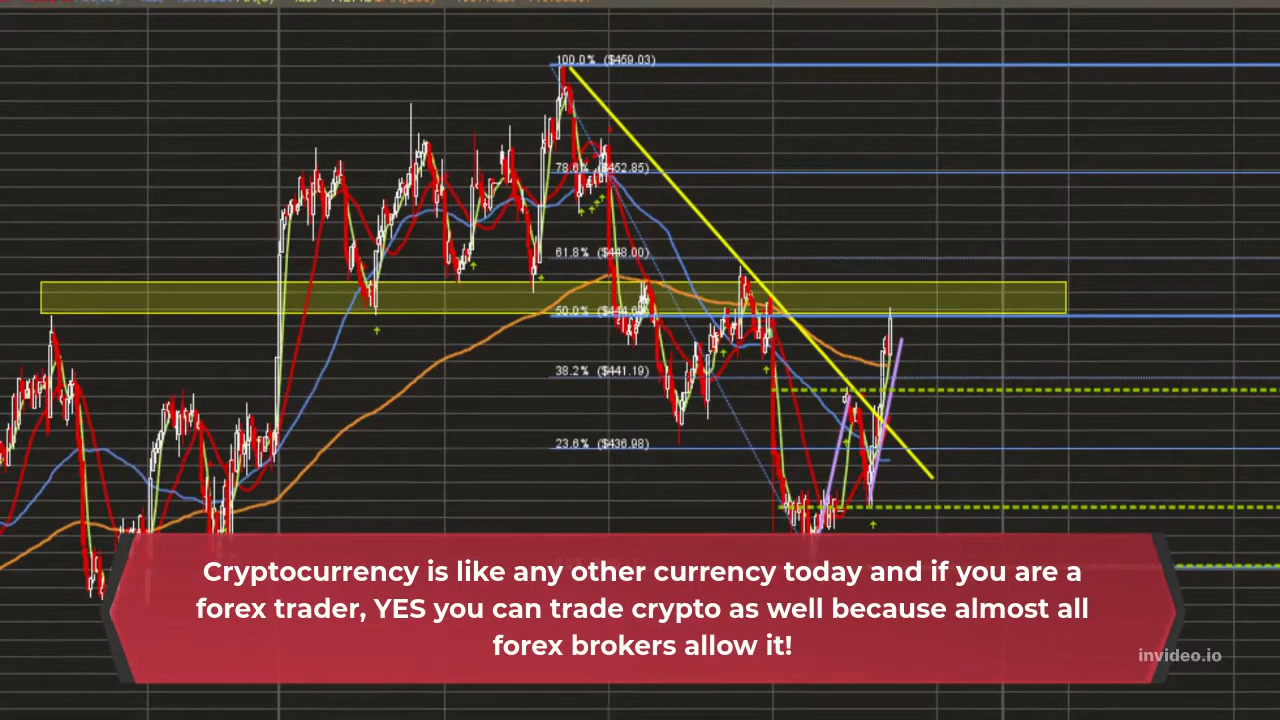 100.0% ($459.03)
78.6% ($452.85)
61.8% ($448.00)
50.0%
38.2% ($441.19)
23.6% ($436.98)
Cryptocurrency is like any other currency today and if you are a
forex trader, YES you can trade crypto as well because almost all
forex brokers allow it!
invideo.io